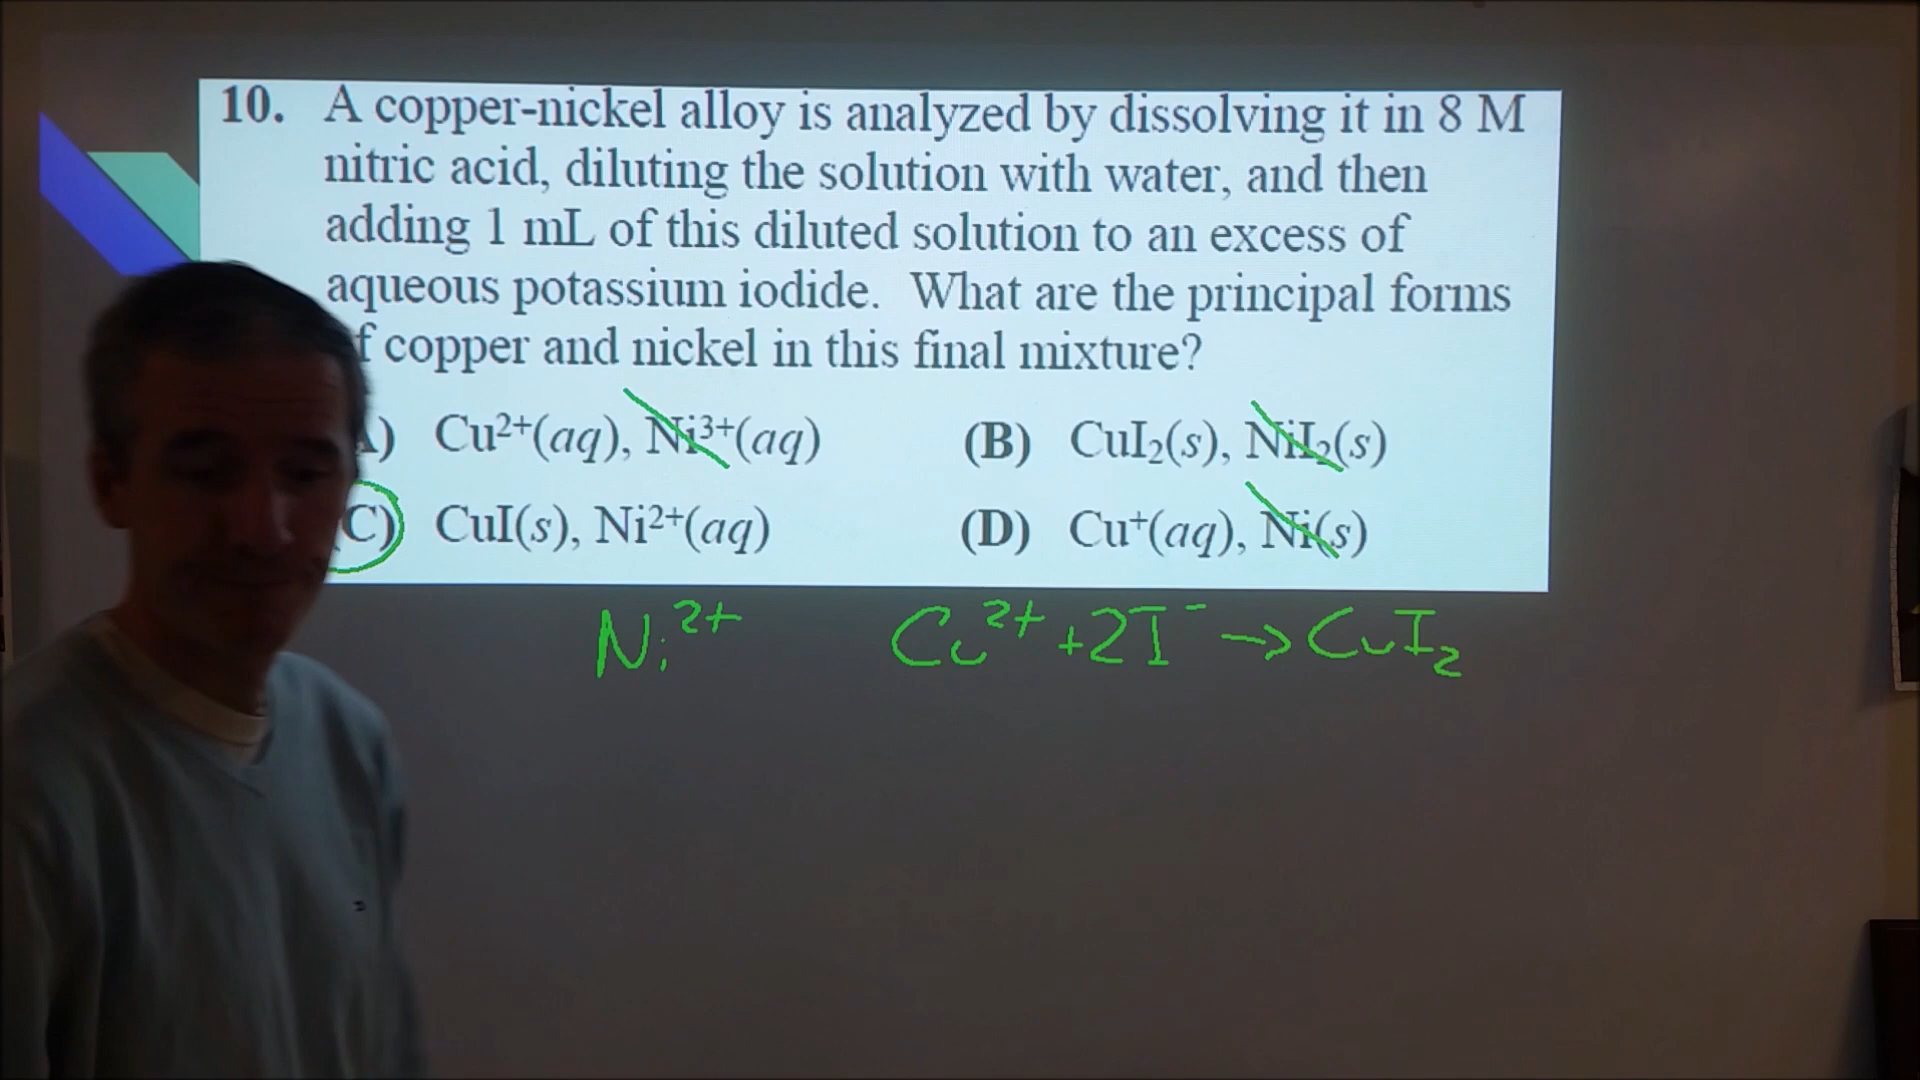 10. A copper-nickel alloy is analyzed by dissolving it in 8 M
nitric acid, diluting the solution with water, and then
adding 1 mL of this diluted solution to an excess of
aqueous potassium iodide. What are the principal forms
f copper and nickel in this final mixture?
A) Cu²⁺(aq), Ni³⁺(aq) (B) CuI₂(s), NiI₂(s)
(C) CuI(s), Ni²⁺(aq) (D) Cu⁺(aq), Ni(s)
Ni²⁺ Cu²⁺ + 2I⁻ → CuI₂